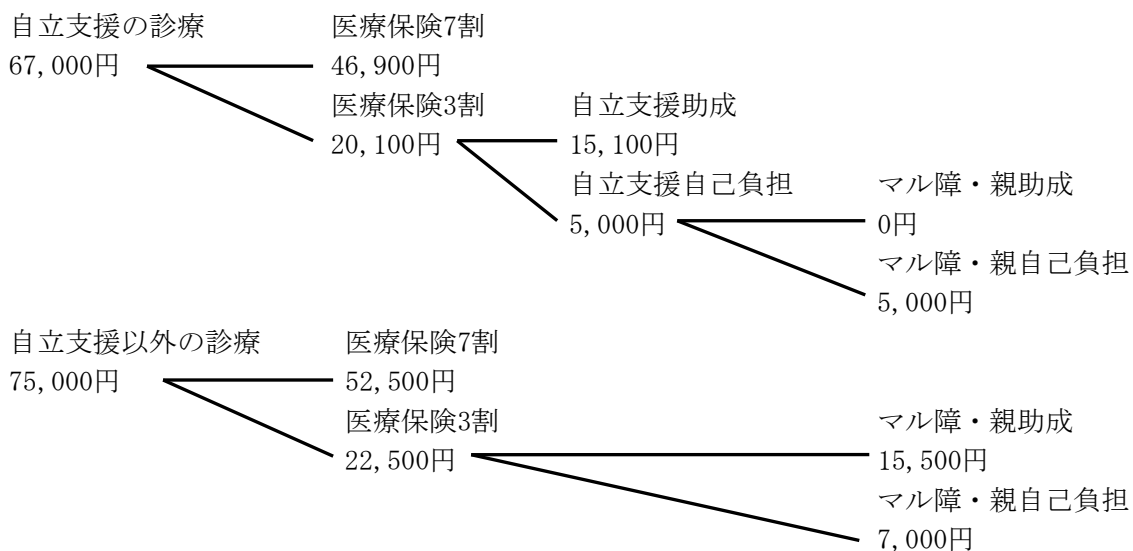 自立支援の診療 医療保険7割
67,000円 46,900円
医療保険3割 自立支援助成
20,100円 15,100円
自立支援自己負担 マル障・親助成
5,000円 0円
マル障・親自己負担
5,000円
自立支援以外の診療 医療保険7割
75,000円 52,500円
医療保険3割 マル障・親助成
22,500円 15,500円
マル障・親自己負担
7,000円